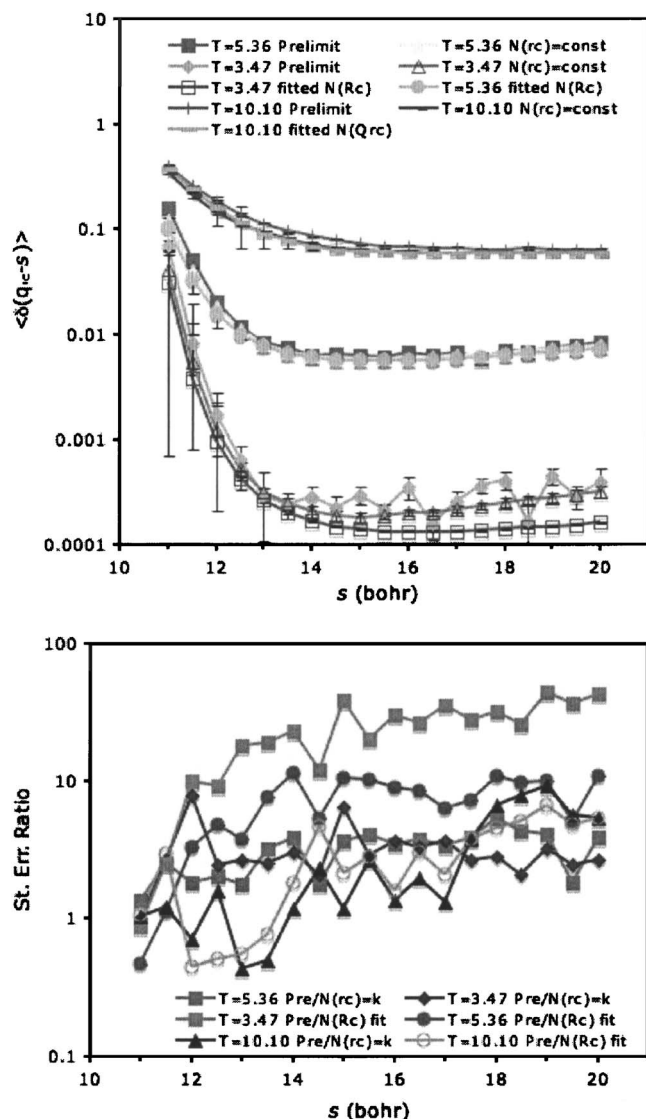 T=5.36 Prelimit
T=5.36 N(rc)=const
T=3.47 Prelimit
T=3.47 N(rc)=const
T=3.47 fitted N(Rc)
T=5.36 fitted N(Rc)
T=10.10 Prelimit
T=10.10 N(rc)=const
T=10.10 fitted N(Qrc)
10
1
0.1
0.01
0.001
0.0001
10 12 14 16 18 20
s (bohr)
100
10
1
0.1
St. Err. Ratio
T=5.36 Pre/N(rc)=k
T=3.47 Pre/N(rc)=k
T=3.47 Pre/N(Rc) fit
T=5.36 Pre/N(Rc) fit
T=10.10 Pre/N(rc)=k
T=10.10 Pre/N(Rc) fit
10 12 14 16 18 20
s (bohr)